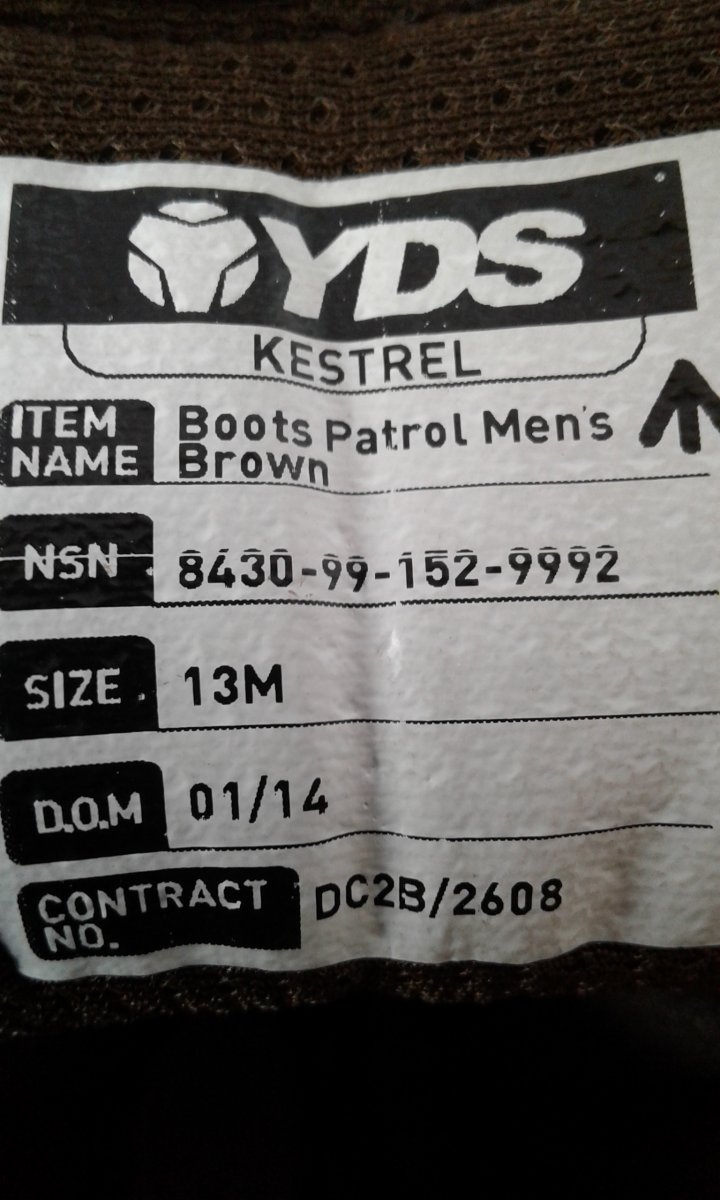 YDS
KESTREL
ITEM NAME Boots Patrol Men's Brown
NSN 8430-99-152-9992
SIZE 13M
D.O.M 01/14
CONTRACT NO. DC2B/2608